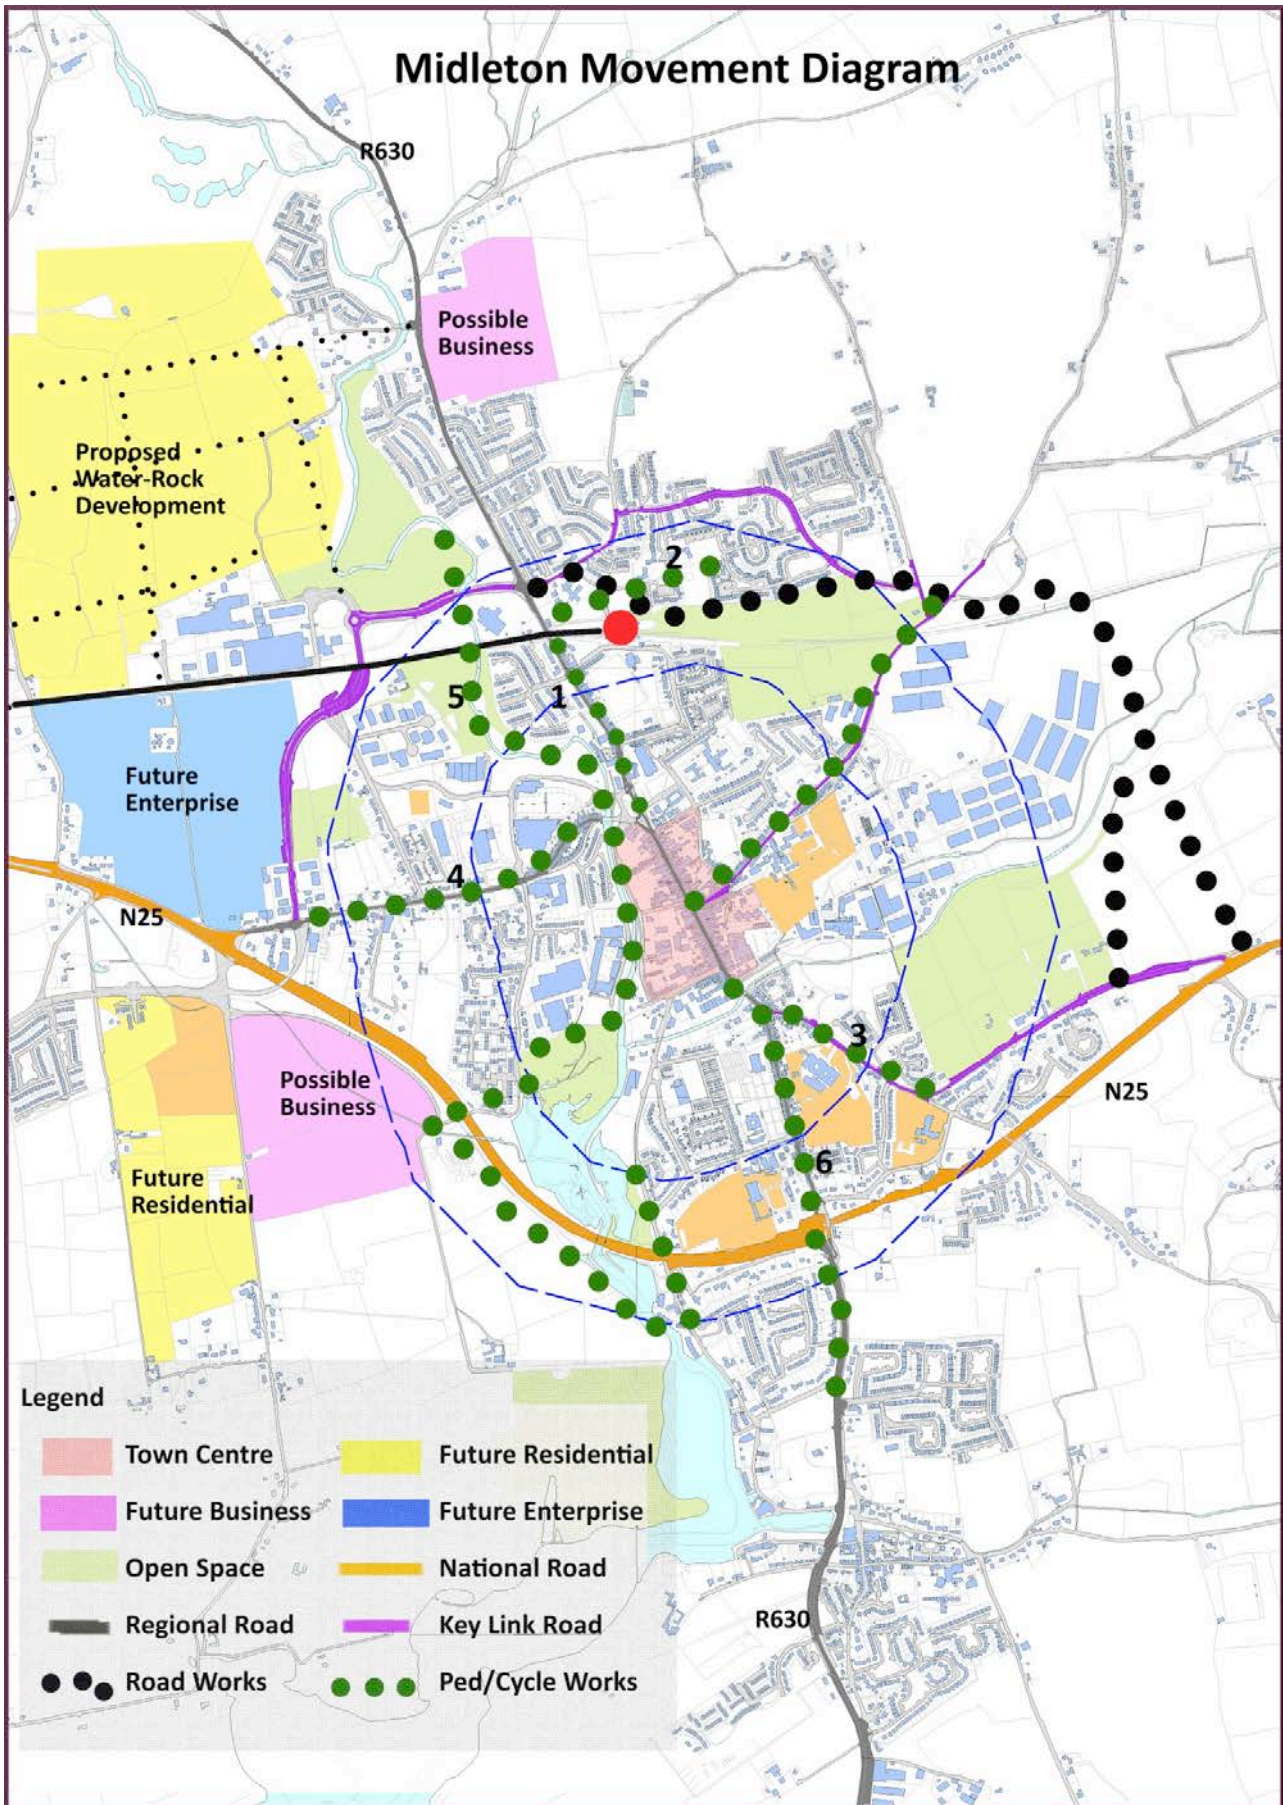 Midleton Movement Diagram
R630
Possible
Business
Proposed
Water-Rock
Development
2
5
1
Future
Enterprise
4
N25
3
Possible
Business
N25
6
Future
Residential
Legend
Town Centre
Future Residential
Future Business
Future Enterprise
Open Space
National Road
Regional Road
Key Link Road
Road Works
Ped/Cycle Works
R630